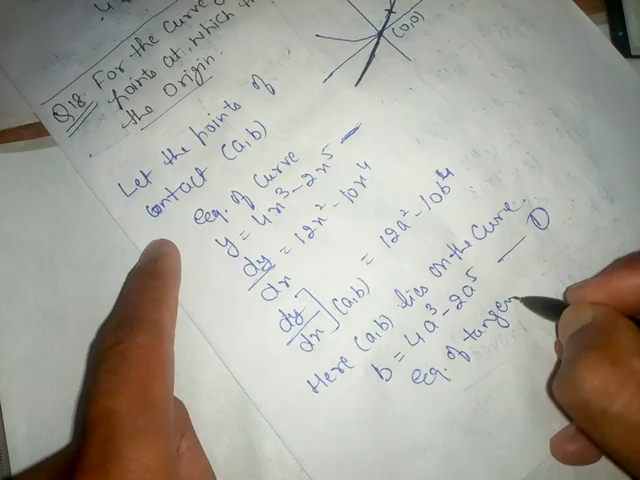 Q18. For the Curve
points at which
the Origin.
(0,0)
Let the points of
contact (a,b)
eq. of Curve
y = 4x³ - 2x⁵
dy/dx = 12x² - 10x⁴
dy/dx](a,b) = 12a² - 10b⁴
Here (a,b) lies on the Curve.
b = 4a³ - 2a⁵ — ①
eq. of tangen